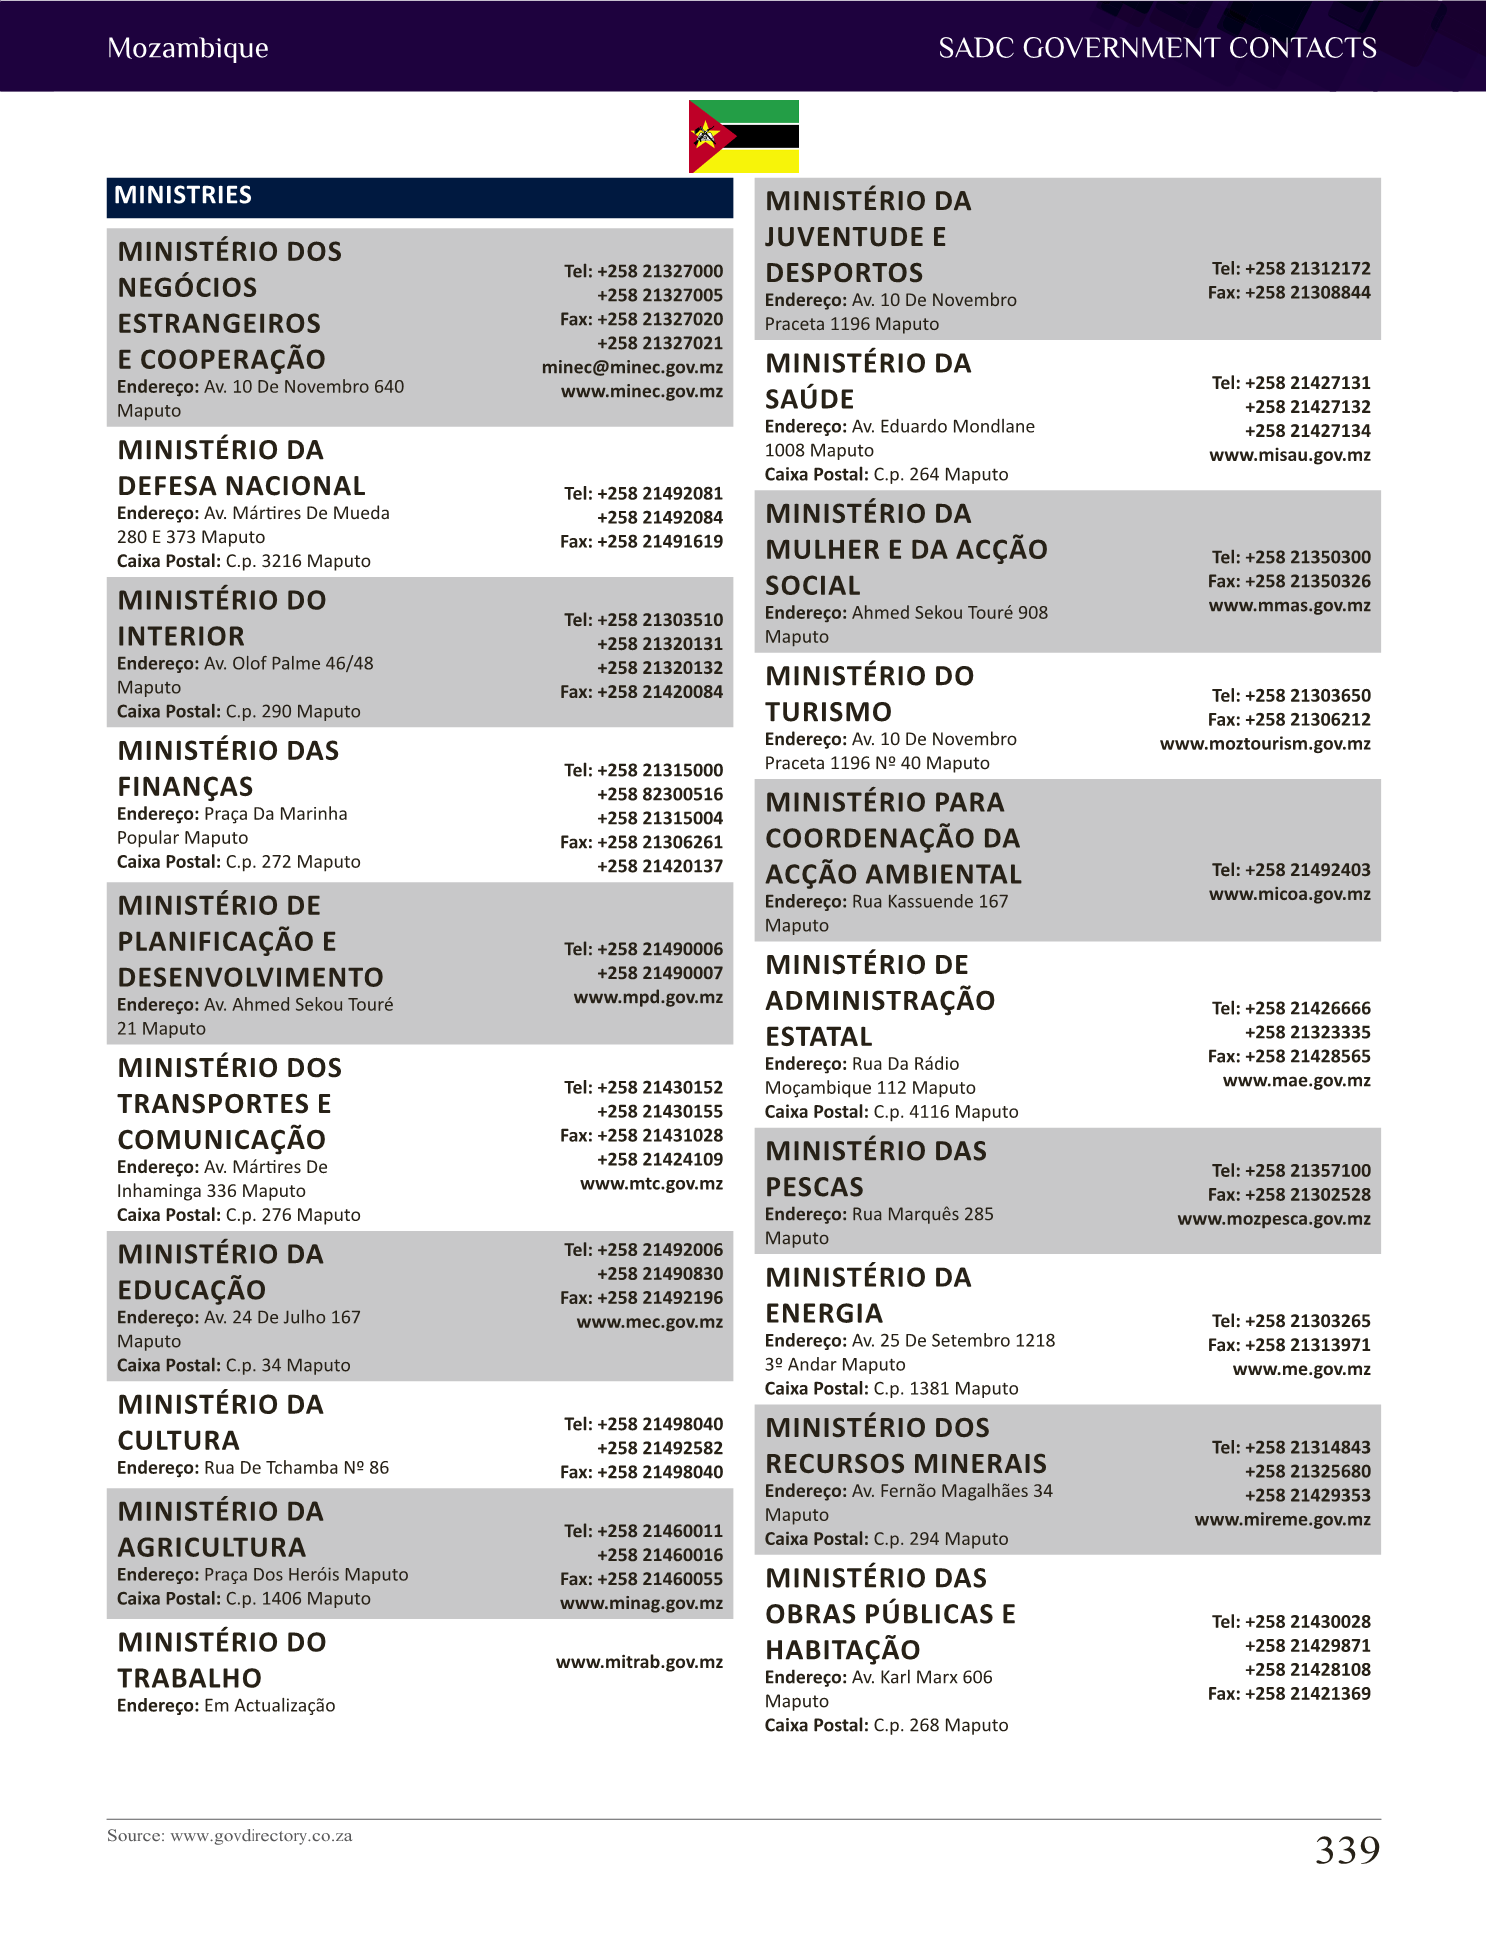 Mozambique
SADC GOVERNMENT CONTACTS
MINISTRIES
MINISTÉRIO DOS
NEGÓCIOS
ESTRANGEIROS
E COOPERAÇÃO
Endereço: Av. 10 De Novembro 640
Maputo
Tel: +258 21327000
+258 21327005
Fax: +258 21327020
+258 21327021
minec@minec.gov.mz
www.minec.gov.mz
MINISTÉRIO DA
DEFESA NACIONAL
Endereço: Av. Mártires De Mueda
280 E 373 Maputo
Caixa Postal: C.p. 3216 Maputo
Tel: +258 21492081
+258 21492084
Fax: +258 21491619
MINISTÉRIO DO
INTERIOR
Endereço: Av. Olof Palme 46/48
Maputo
Caixa Postal: C.p. 290 Maputo
Tel: +258 21303510
+258 21320131
+258 21320132
Fax: +258 21420084
MINISTÉRIO DAS
FINANÇAS
Endereço: Praça Da Marinha
Popular Maputo
Caixa Postal: C.p. 272 Maputo
Tel: +258 21315000
+258 82300516
+258 21315004
Fax: +258 21306261
+258 21420137
MINISTÉRIO DE
PLANIFICAÇÃO E
DESENVOLVIMENTO
Endereço: Av. Ahmed Sekou Touré
21 Maputo
Tel: +258 21490006
+258 21490007
www.mpd.gov.mz
MINISTÉRIO DOS
TRANSPORTES E
COMUNICAÇÃO
Endereço: Av. Mártires De
Inhaminga 336 Maputo
Caixa Postal: C.p. 276 Maputo
Tel: +258 21430152
+258 21430155
Fax: +258 21431028
+258 21424109
www.mtc.gov.mz
MINISTÉRIO DA
EDUCAÇÃO
Endereço: Av. 24 De Julho 167
Maputo
Caixa Postal: C.p. 34 Maputo
Tel: +258 21492006
+258 21490830
Fax: +258 21492196
www.mec.gov.mz
MINISTÉRIO DA
CULTURA
Endereço: Rua De Tchamba Nº 86
Tel: +258 21498040
+258 21492582
Fax: +258 21498040
MINISTÉRIO DA
AGRICULTURA
Endereço: Praça Dos Heróis Maputo
Caixa Postal: C.p. 1406 Maputo
Tel: +258 21460011
+258 21460016
Fax: +258 21460055
www.minag.gov.mz
MINISTÉRIO DO
TRABALHO
Endereço: Em Actualização
www.mitrab.gov.mz
MINISTÉRIO DA
JUVENTUDE E
DESPORTOS
Endereço: Av. 10 De Novembro
Praceta 1196 Maputo
Tel: +258 21312172
Fax: +258 21308844
MINISTÉRIO DA
SAÚDE
Endereço: Av. Eduardo Mondlane
1008 Maputo
Caixa Postal: C.p. 264 Maputo
Tel: +258 21427131
+258 21427132
+258 21427134
www.misau.gov.mz
MINISTÉRIO DA
MULHER E DA ACÇÃO
SOCIAL
Endereço: Ahmed Sekou Touré 908
Maputo
Tel: +258 21350300
Fax: +258 21350326
www.mmas.gov.mz
MINISTÉRIO DO
TURISMO
Endereço: Av. 10 De Novembro
Praceta 1196 Nº 40 Maputo
Tel: +258 21303650
Fax: +258 21306212
www.moztourism.gov.mz
MINISTÉRIO PARA
COORDENAÇÃO DA
ACÇÃO AMBIENTAL
Endereço: Rua Kassuende 167
Maputo
Tel: +258 21492403
www.micoa.gov.mz
MINISTÉRIO DE
ADMINISTRAÇÃO
ESTATAL
Endereço: Rua Da Rádio
Moçambique 112 Maputo
Caixa Postal: C.p. 4116 Maputo
Tel: +258 21426666
+258 21323335
Fax: +258 21428565
www.mae.gov.mz
MINISTÉRIO DAS
PESCAS
Endereço: Rua Marquês 285
Maputo
Tel: +258 21357100
Fax: +258 21302528
www.mozpesca.gov.mz
MINISTÉRIO DA
ENERGIA
Endereço: Av. 25 De Setembro 1218
3º Andar Maputo
Caixa Postal: C.p. 1381 Maputo
Tel: +258 21303265
Fax: +258 21313971
www.me.gov.mz
MINISTÉRIO DOS
RECURSOS MINERAIS
Endereço: Av. Fernão Magalhães 34
Maputo
Caixa Postal: C.p. 294 Maputo
Tel: +258 21314843
+258 21325680
+258 21429353
www.mireme.gov.mz
MINISTÉRIO DAS
OBRAS PÚBLICAS E
HABITAÇÃO
Endereço: Av. Karl Marx 606
Maputo
Caixa Postal: C.p. 268 Maputo
Tel: +258 21430028
+258 21429871
+258 21428108
Fax: +258 21421369
Source: www.govdirectory.co.za
339